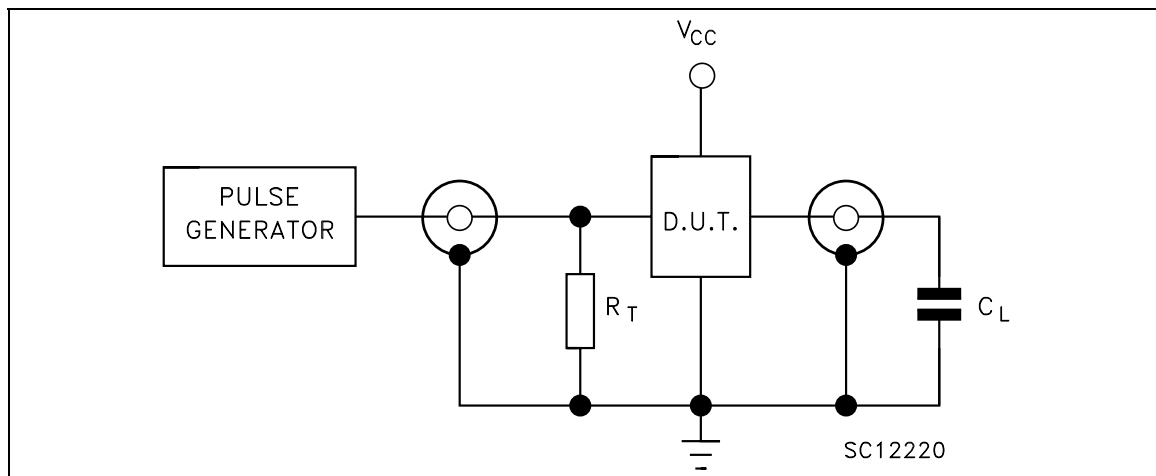 VCC
PULSE
GENERATOR
D.U.T.
RT
CL
SC12220